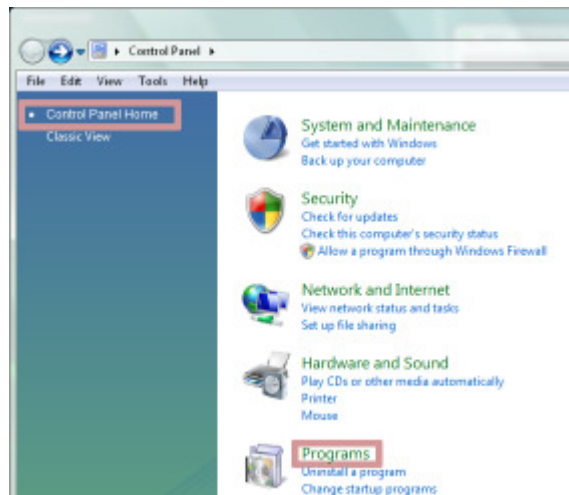 Control Panel
File Edit View Tools Help
Control Panel Home
Classic View
System and Maintenance
Get started with Windows
Back up your computer
Security
Check for updates
Check this computer's security status
Allow a program through Windows Firewall
Network and Internet
View network status and tasks
Set up file sharing
Hardware and Sound
Play CDs or other media automatically
Printer
Mouse
Programs
Uninstall a program
Change startup programs